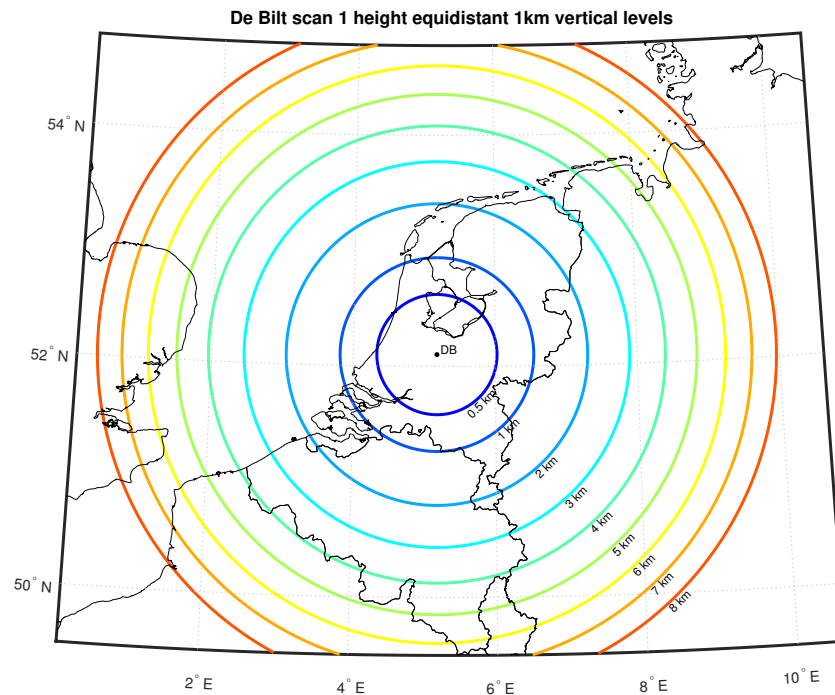 De Bilt scan 1 height equidistant 1km vertical levels
54° N
52° N
50° N
DB
0.5 km
1 km
2 km
3 km
4 km
5 km
6 km
7 km
8 km
2° E
4° E
6° E
8° E
10° E